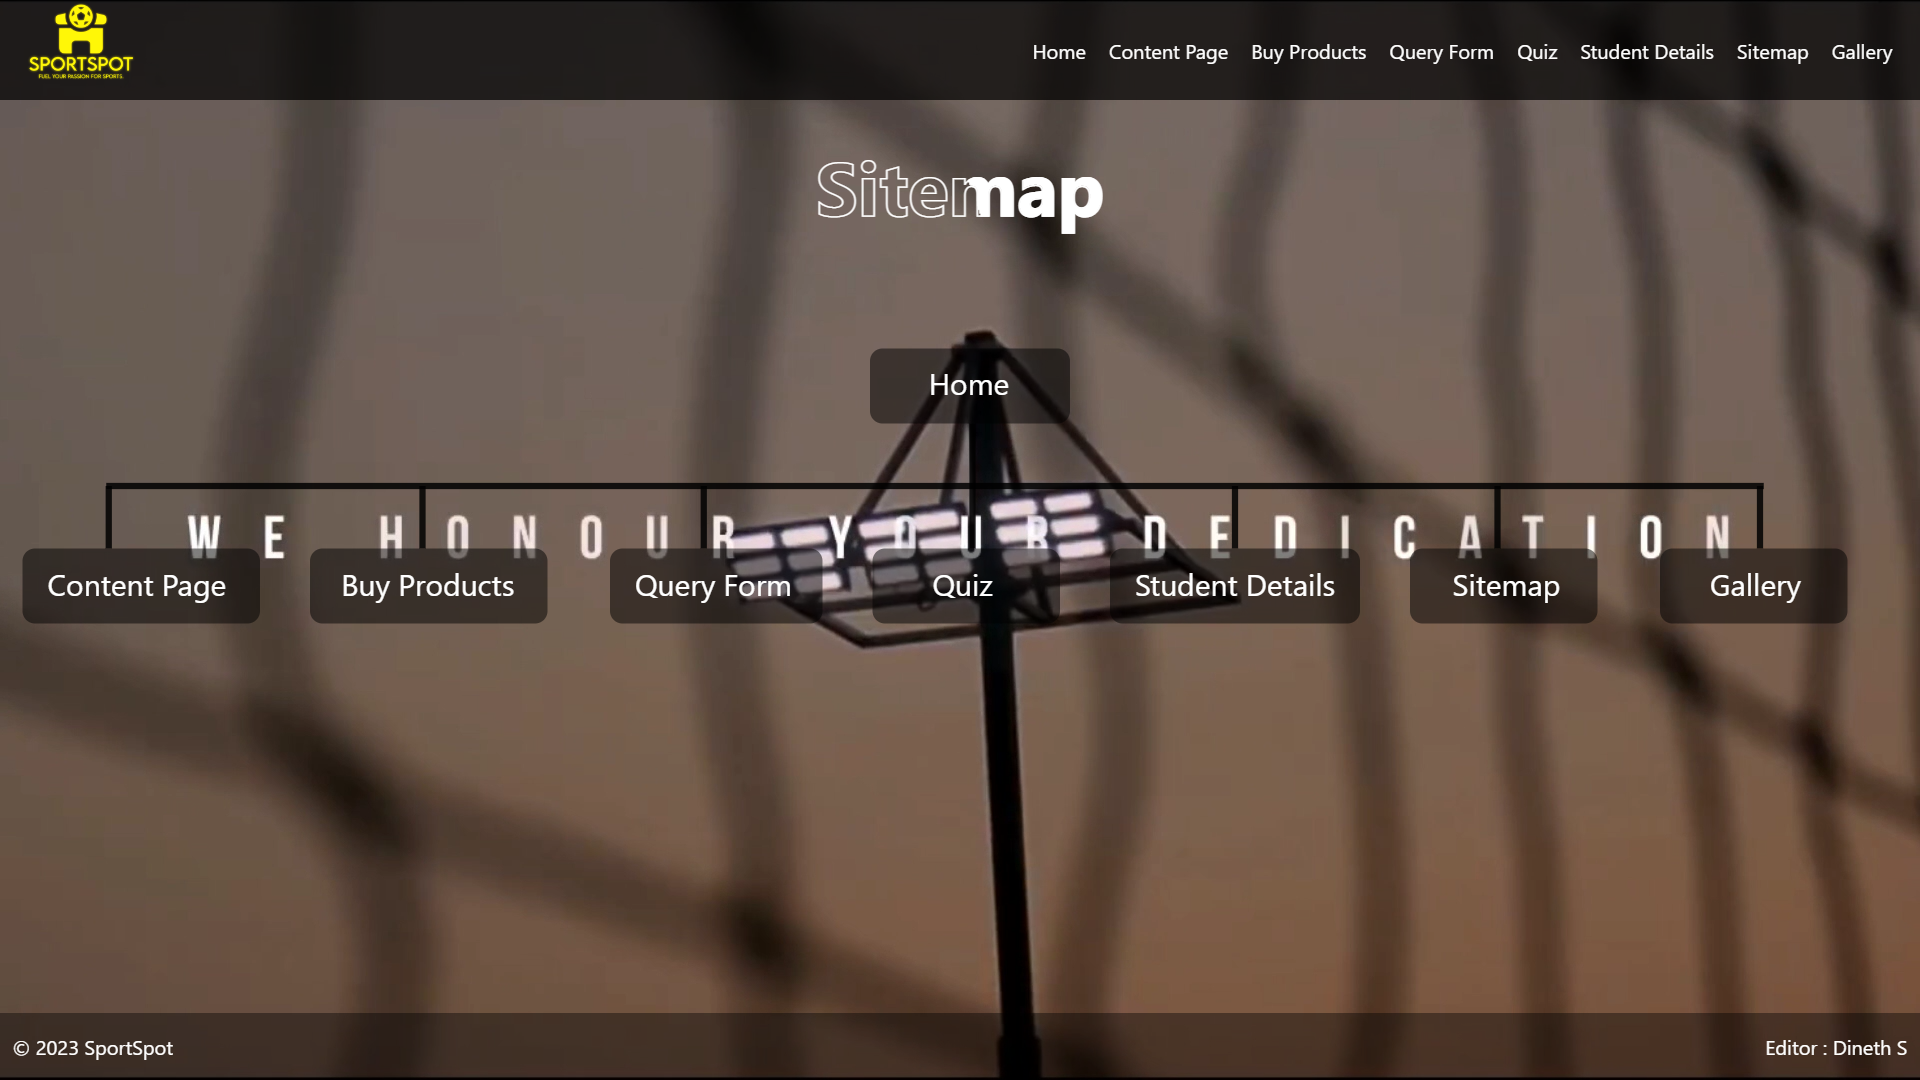 SPORTSPOT
FUEL YOUR PASSION FOR SPORTS.
Home Content Page Buy Products Query Form Quiz Student Details Sitemap Gallery
Sitemap
Home
WE HONOUR YOUR DEDICATION
Content Page Buy Products Query Form Quiz Student Details Sitemap Gallery
© 2023 SportSpot
Editor : Dineth S